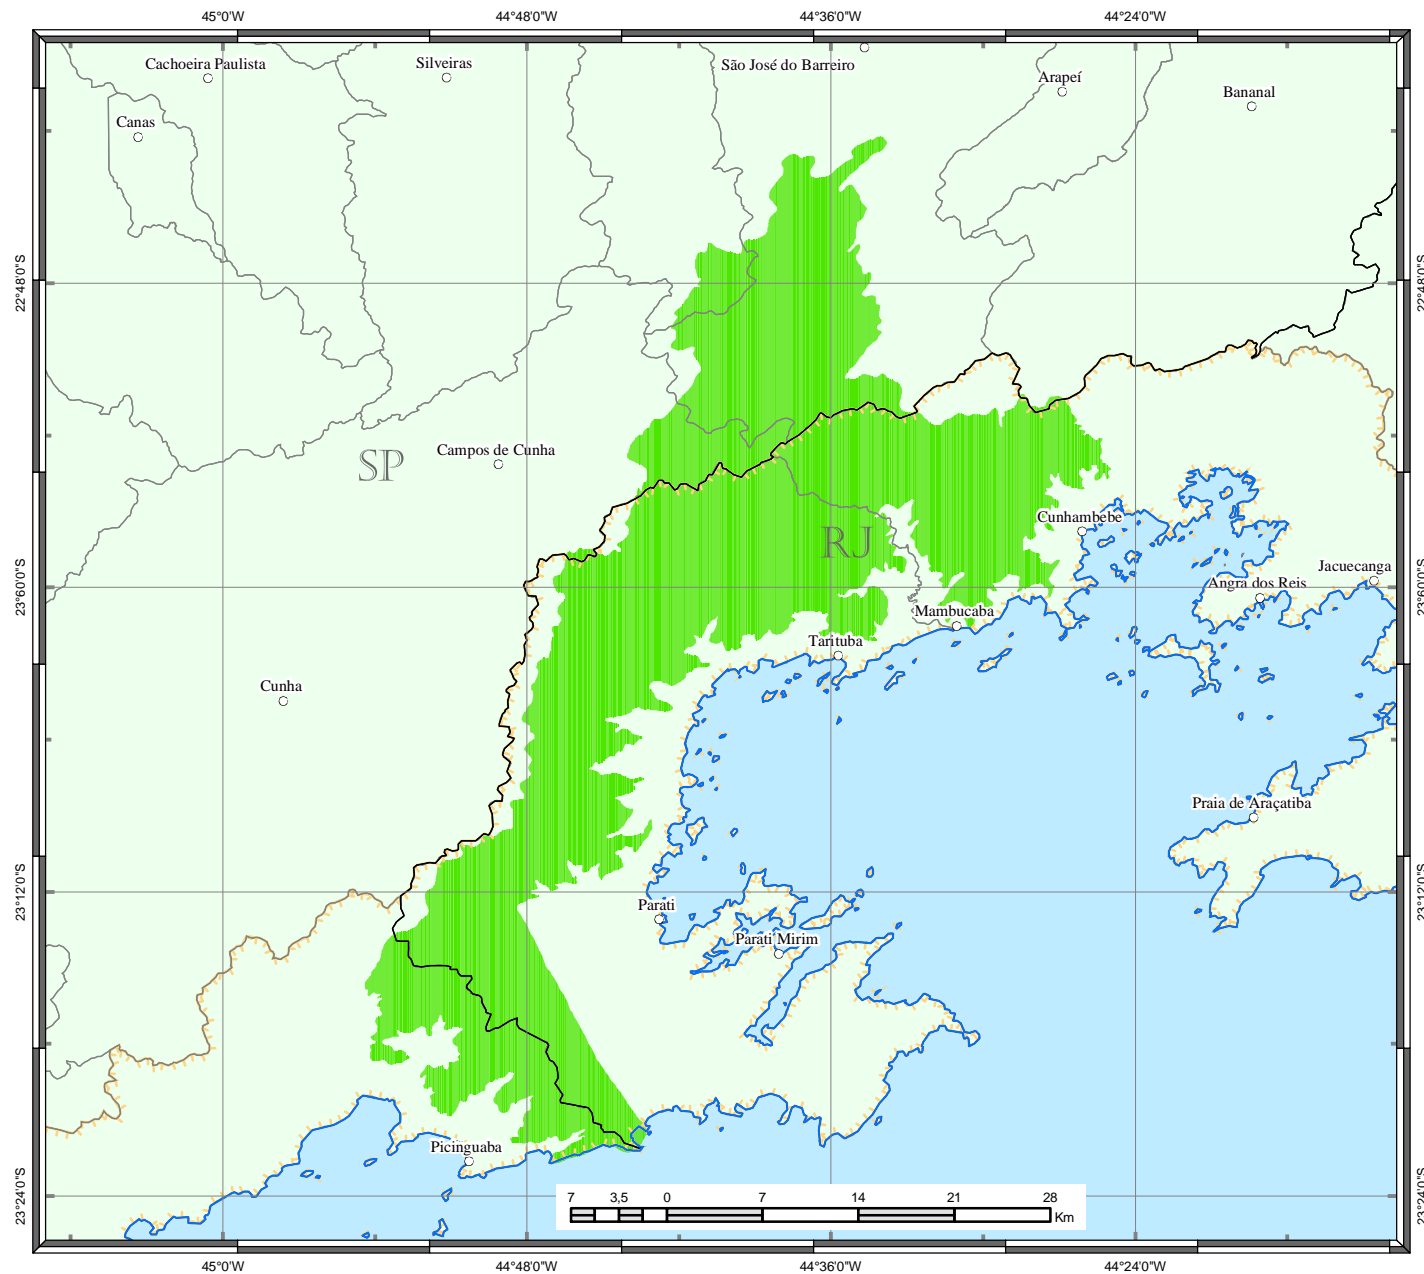 45°0'0"W 44°48'0"W 44°36'0"W 44°24'0"W
Cachoeira Paulista
Silveiras
São José do Barreiro
Arapeí
Bananal
Canas
22°48'0"S 22°48'0"S
SP
Campos de Cunha
Cunhambebe
RJ
Jacuecanga
23°60'0"S 23°60'0"S
Angra dos Reis
Mambucaba
Tarituba
Cunha
Praia de Araçatiba
23°12'0"S 23°12'0"S
Parati
Parati Mirim
Picinguaba
23°24'0"S 23°24'0"S
7 3,5 0 7 14 21 28
Km
45°0'0"W 44°48'0"W 44°36'0"W 44°24'0"W